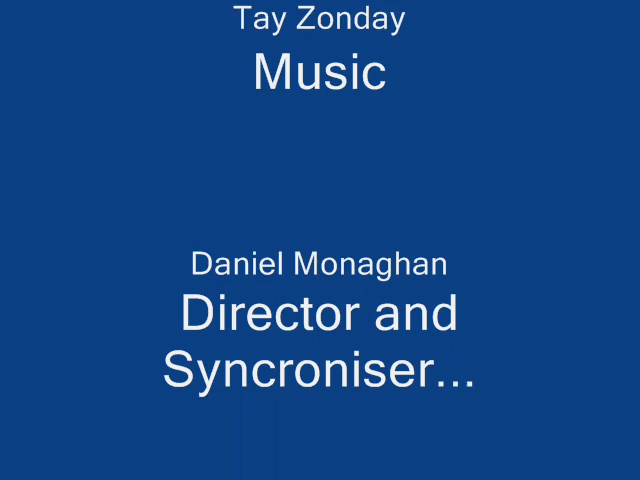 Tay Zonday
Music
Daniel Monaghan
Director and
Syncroniser...